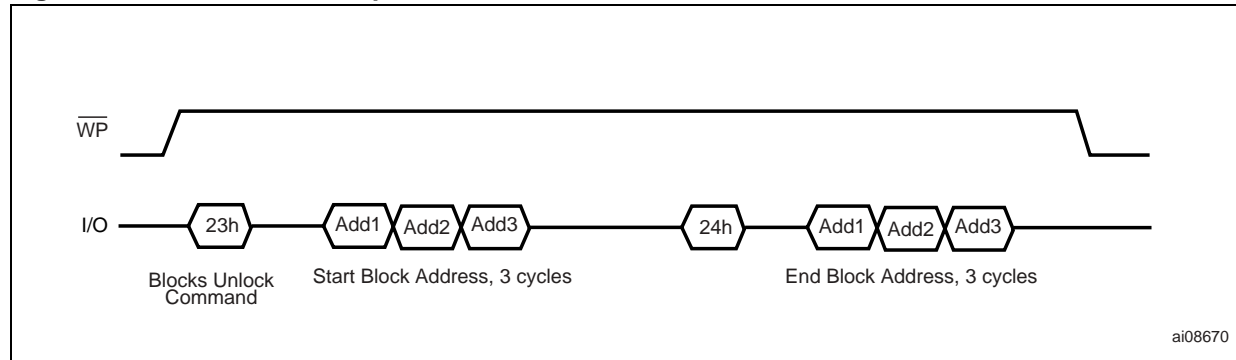 WP
I/O
23h
Add1
Add2
Add3
24h
Add1
Add2
Add3
Blocks Unlock
Command
Start Block Address, 3 cycles
End Block Address, 3 cycles
ai08670